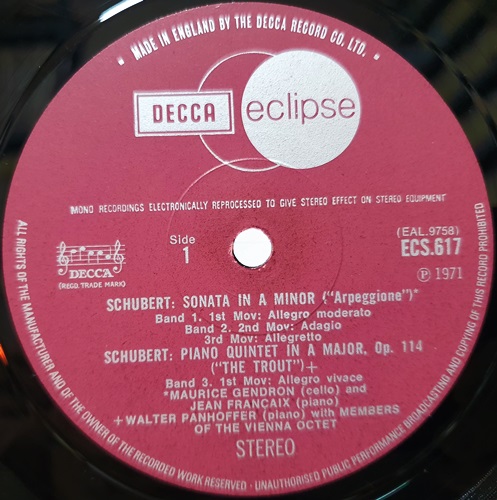 " MADE IN ENGLAND BY THE DECCA RECORD CO. LTD. "
DECCA eclipse
MONO RECORDINGS ELECTRONICALLY REPROCESSED TO GIVE STEREO EFFECT ON STEREO EQUIPMENT
(EAL.9758)
ECS.617
Side
1
DECCA
(REGD. TRADE MARK)
Ⓟ 1971
SCHUBERT: SONATA IN A MINOR ("Arpeggione")*
Band 1. 1st Mov: Allegro moderato
Band 2. 2nd Mov: Adagio
3rd Mov: Allegretto
SCHUBERT: PIANO QUINTET IN A MAJOR, Op. 114
("THE TROUT")+
Band 3. 1st Mov: Allegro vivace
*MAURICE GENDRON (cello) and
JEAN FRANCAIX (piano)
+WALTER PANHOFFER (piano) with MEMBERS
OF THE VIENNA OCTET
STEREO
ALL RIGHTS OF THE MANUFACTURER AND OF THE OWNER OF THE RECORDED WORK RESERVED · UNAUTHORISED PUBLIC PERFORMANCE BROADCASTING AND COPYING OF THIS RECORD PROHIBITED